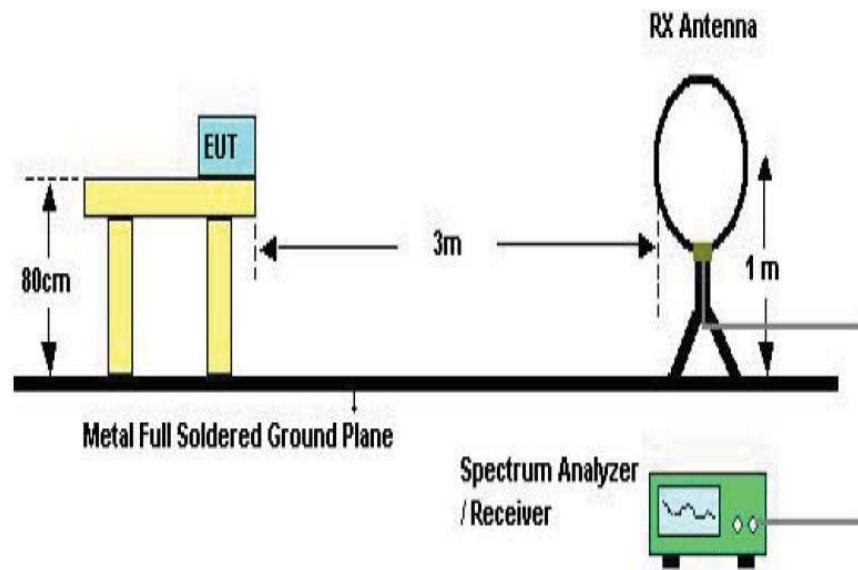 RX Antenna
EUT
3m
80cm
1 m
Metal Full Soldered Ground Plane
Spectrum Analyzer
/ Receiver